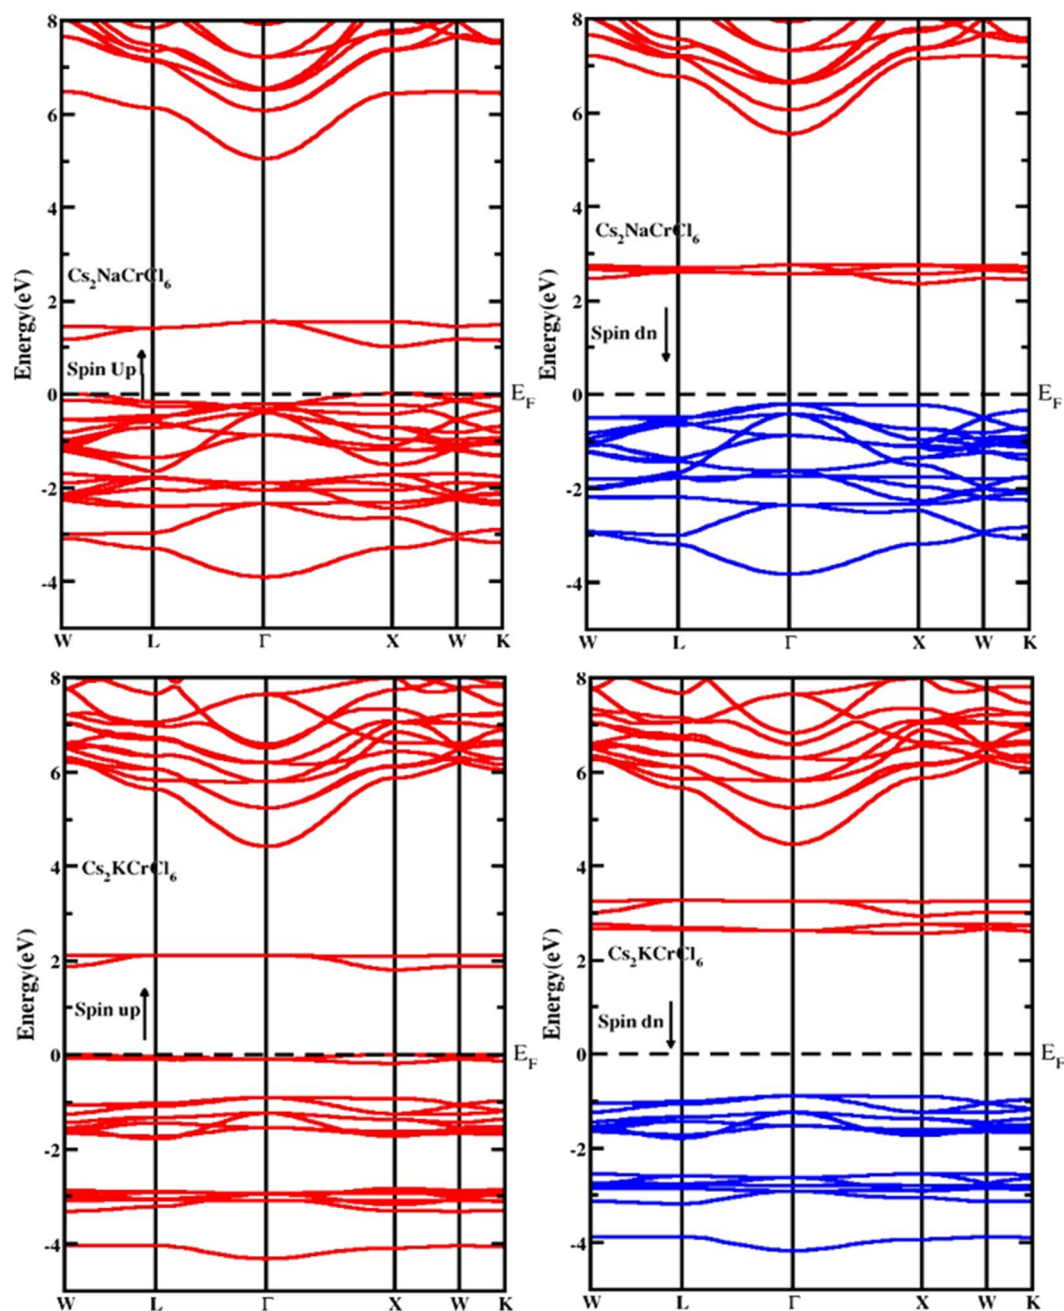 8
6
4
2
0
-2
-4
Energy(eV)
Cs₂NaCrCl₆
Spin Up
E_F
W L Γ X W K
8
6
4
2
0
-2
-4
Energy(eV)
Cs₂NaCrCl₆
Spin dn
E_F
W L Γ X W K
8
6
4
2
0
-2
-4
Energy(eV)
Cs₂KCrCl₆
Spin up
E_F
W L Γ X W K
8
6
4
2
0
-2
-4
Energy(eV)
Cs₂KCrCl₆
Spin dn
E_F
W L Γ X W K